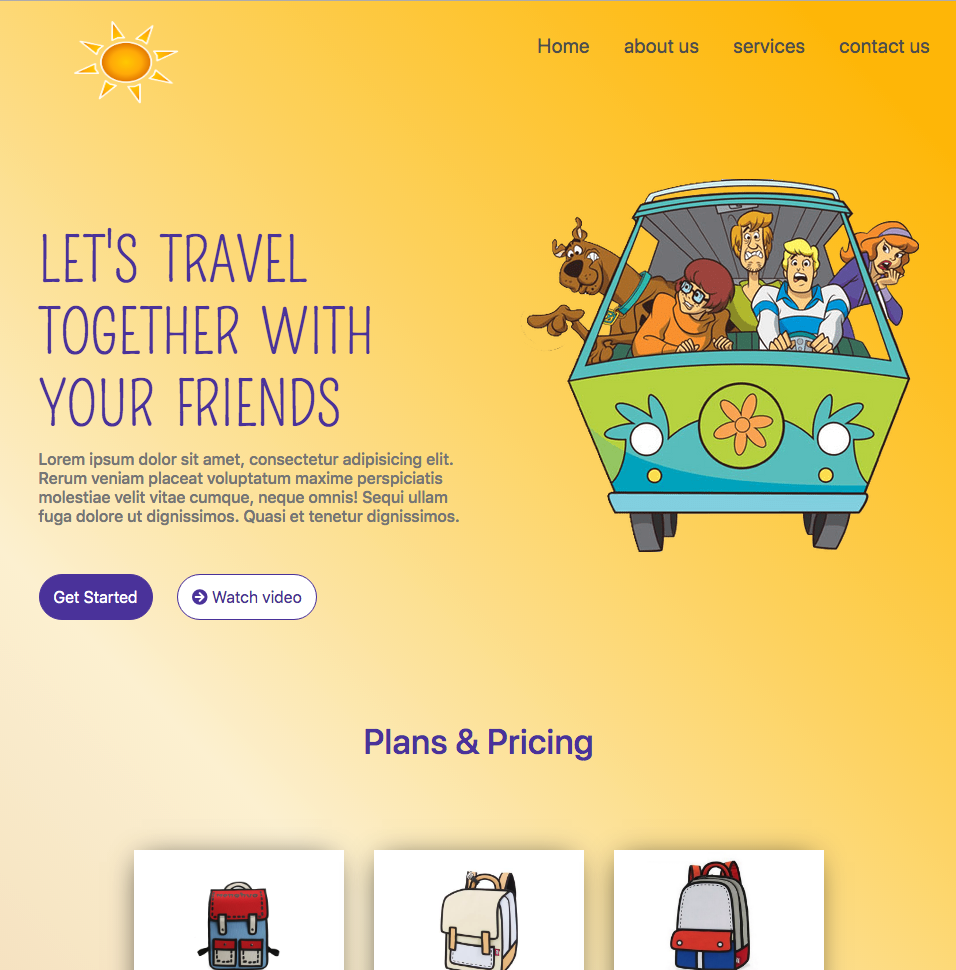 Home about us services contact us
LET'S TRAVEL
TOGETHER WITH
YOUR FRIENDS
Lorem ipsum dolor sit amet, consectetur adipisicing elit.
Rerum veniam placeat voluptatum maxime perspiciatis
molestiae velit vitae cumque, neque omnis! Sequi ullam
fuga dolore ut dignissimos. Quasi et tenetur dignissimos.
Get Started Watch video
Plans & Pricing